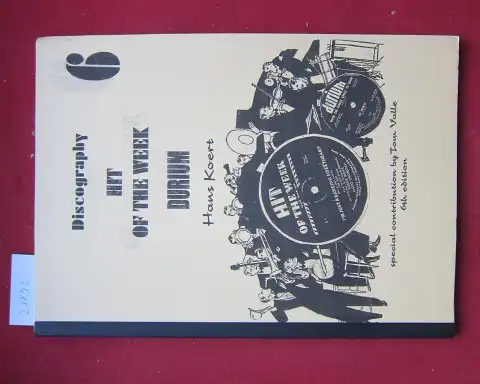 6
Discography
HIT
OF THE WEEK
DURIUM
Hans Koert
HIT
OF THE WEEK
DURIUM
special contribution by Tom Valle
6th edition